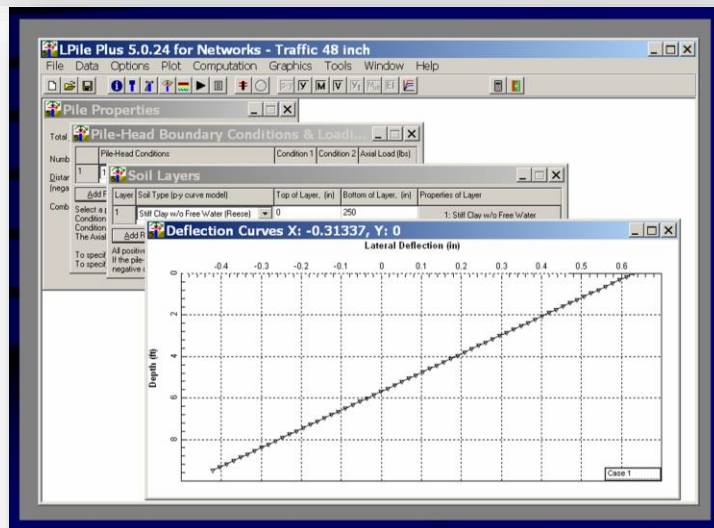 LPile Plus 5.0.24 for Networks - Traffic 48 inch
File Data Options Plot Computation Graphics Tools Window Help
Pile Properties
Total
Pile-Head Boundary Conditions & Loadi...
Numb
Pile-Head Conditions Condition 1 Condition 2 Axial Load (lbs)
Distar
1
(nega
Soil Layers
Add R
Layer Soil Type (p-y curve model) Top of Layer, (in) Bottom of Layer, (in) Properties of Layer
1 Stiff Clay w/o Free Water (Reese) 0 250 1: Stiff Clay w/o Free Water
Comb
Select a p
Condition
Condition
The Axial
To specif
To specif
Add R
All positive
If the pile-
negative
Deflection Curves X: -0.31337, Y: 0
Lateral Deflection (in)
-0.4 -0.3 -0.2 -0.1 0 0.1 0.2 0.3 0.4 0.5 0.6
0
2
4
6
8
Depth (ft)
Case 1